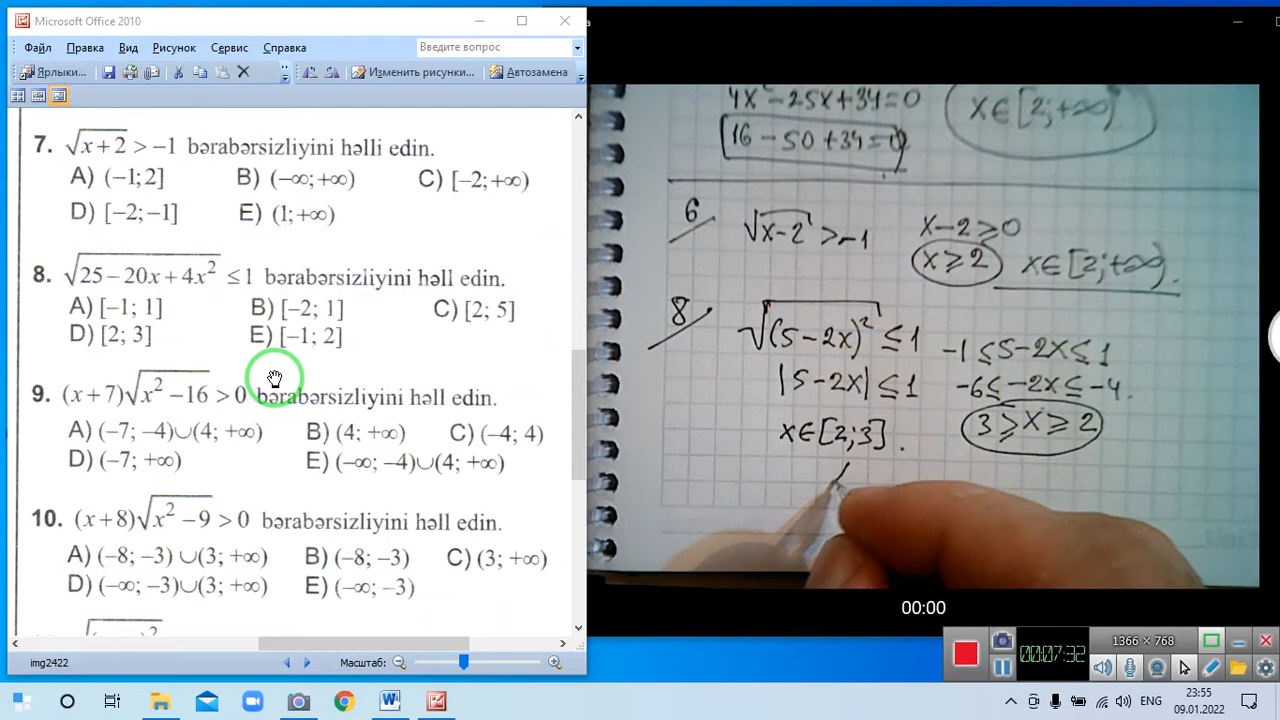 Microsoft Office 2010
Файл Правка Вид Рисунок Сервис Справка
Введите вопрос
Ярлыки... Изменить рисунки... Автозамена
7. √x+2 > −1 bərabərsizliyini həlli edin.
A) (−1; 2] B) (−∞; +∞) C) [−2; +∞)
D) [−2; −1] E) (1; +∞)
8. √25−20x+4x² ≤ 1 bərabərsizliyini həll edin.
A) [−1; 1] B) [−2; 1] C) [2; 5]
D) [2; 3] E) [−1; 2]
9. (x+7)√x²−16 > 0 bərabərsizliyini həll edin.
A) (−7; −4)∪(4; +∞) B) (4; +∞) C) (−4; 4)
D) (−7; +∞) E) (−∞; −4)∪(4; +∞)
10. (x+8)√x²−9 > 0 bərabərsizliyini həll edin.
A) (−8; −3) ∪(3; +∞) B) (−8; −3) C) (3; +∞)
D) (−∞; −3)∪(3; +∞) E) (−∞; −3)
img2422 Масштаб:
4x²−25x+34=0 x∈[2;+∞)
16−50+34=0
6 √x−2 >−1 x−2⩾0
x⩾2 x∈[2;+∞).
8 √(5−2x)² ≤1 −1≤5−2x≤1
|5−2x| ≤1 −6≤−2x≤−4.
x∈[2;3]. 3⩾x⩾2
00:00
1366 × 768
00:07:32
ENG 23:55
09.01.2022